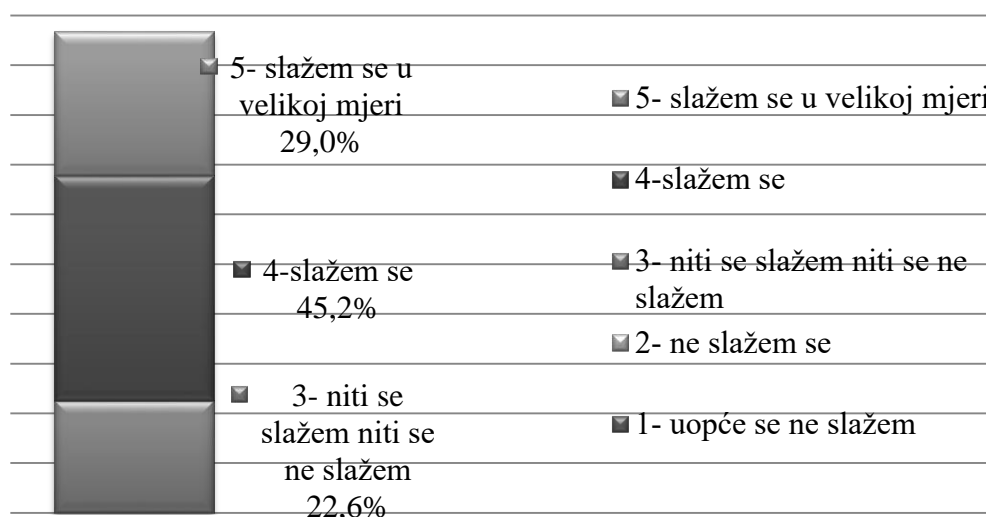 5- slažem se u
velikoj mjeri
29,0%
4-slažem se
45,2%
3- niti se
slažem niti se
ne slažem
22,6%
5- slažem se u velikoj mjeri
4-slažem se
3- niti se slažem niti se ne
slažem
2- ne slažem se
1- uopće se ne slažem